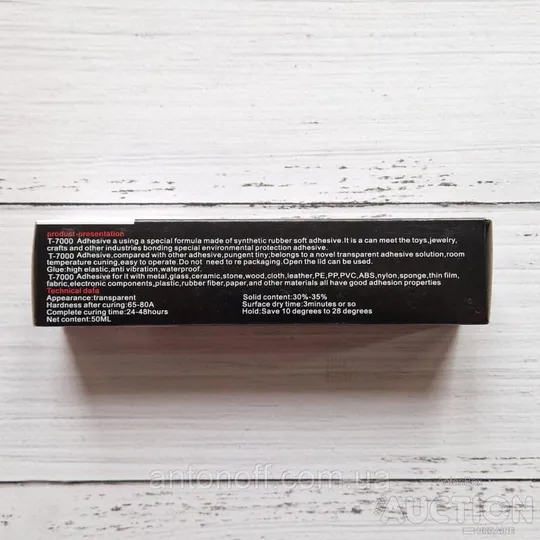 product-presentation
T-7000 Adhesive a using a special formula made of synthetic rubber soft adhesive.It is a can meet the toys,jewelry,
crafts and other industries bonding special environmental protection adhesive.
T-7000 Adhesive,compared with other adhesive,pungent tiny;belongs to a novel transparent adhesive solution,room
temperature curing,easy to operate.Do not need to re packaging.Open the lid can be used.
Glue:high elastic,anti vibration,waterproof.
T-7000 Adhesive for it with metal,glass,ceramic,stone,wood,cloth,leather,PE,PP,PVC,ABS,nylon,sponge,thin film,
fabric,electronic components,plastic,rubber fiber,paper,and other materials all have good adhesion properties
Technical data
Appearance:transparent Solid content:30%-35%
Hardness after curing:65-80A Surface dry time:3minutes or so
Complete curing time:24-48hours Hold:Save 10 degrees to 28 degrees
Net content:50ML
antonoff.com.ua
AUCTION
UKRAINE